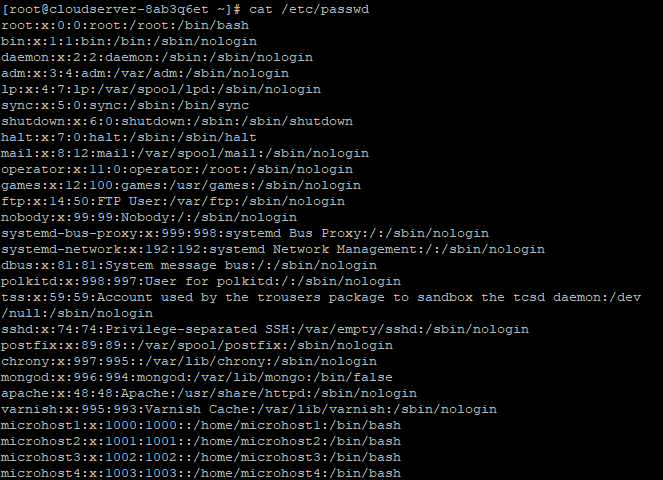 [root@cloudserver-8ab3q6et ~]# cat /etc/passwd
root:x:0:0:root:/root:/bin/bash
bin:x:1:1:bin:/bin:/sbin/nologin
daemon:x:2:2:daemon:/sbin:/sbin/nologin
adm:x:3:4:adm:/var/adm:/sbin/nologin
lp:x:4:7:lp:/var/spool/lpd:/sbin/nologin
sync:x:5:0:sync:/sbin:/bin/sync
shutdown:x:6:0:shutdown:/sbin:/sbin/shutdown
halt:x:7:0:halt:/sbin:/sbin/halt
mail:x:8:12:mail:/var/spool/mail:/sbin/nologin
operator:x:11:0:operator:/root:/sbin/nologin
games:x:12:100:games:/usr/games:/sbin/nologin
ftp:x:14:50:FTP User:/var/ftp:/sbin/nologin
nobody:x:99:99:Nobody:/:/sbin/nologin
systemd-bus-proxy:x:999:998:systemd Bus Proxy:/:/sbin/nologin
systemd-network:x:192:192:systemd Network Management:/:/sbin/nologin
dbus:x:81:81:System message bus:/:/sbin/nologin
polkitd:x:998:997:User for polkitd:/:/sbin/nologin
tss:x:59:59:Account used by the trousers package to sandbox the tcsd daemon:/dev
/null:/sbin/nologin
sshd:x:74:74:Privilege-separated SSH:/var/empty/sshd:/sbin/nologin
postfix:x:89:89::/var/spool/postfix:/sbin/nologin
chrony:x:997:995::/var/lib/chrony:/sbin/nologin
mongod:x:996:994:mongod:/var/lib/mongo:/bin/false
apache:x:48:48:Apache:/usr/share/httpd:/sbin/nologin
varnish:x:995:993:Varnish Cache:/var/lib/varnish:/sbin/nologin
microhost1:x:1000:1000::/home/microhost1:/bin/bash
microhost2:x:1001:1001::/home/microhost2:/bin/bash
microhost3:x:1002:1002::/home/microhost3:/bin/bash
microhost4:x:1003:1003::/home/microhost4:/bin/bash